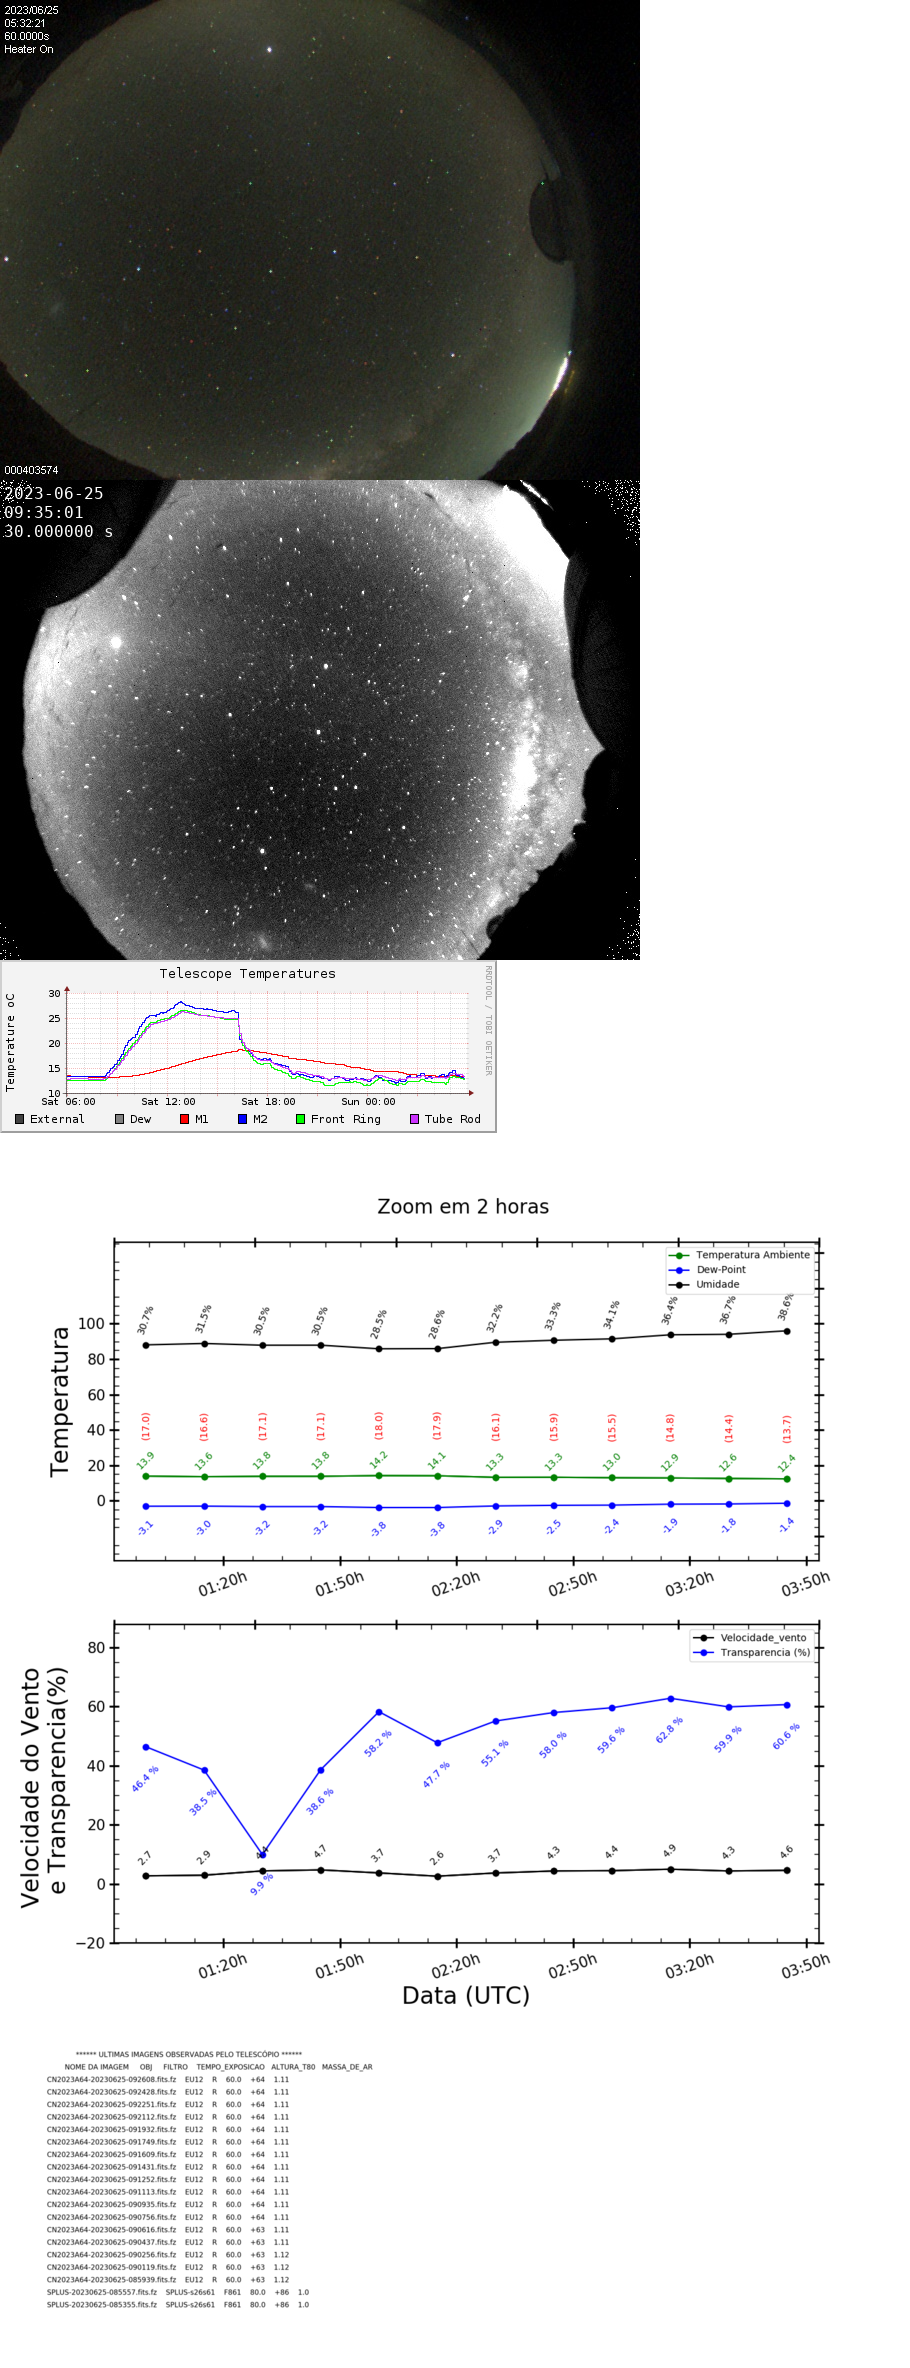 2023/06/25
05:32:21
60.0000s
Heater On
000403574
2023-06-25
09:35:01
30.000000 s
Telescope Temperatures
RRDTOOL / TOBI OETIKER
Temperature oC
30
25
20
15
10
Sat 06:00 Sat 12:00 Sat 18:00 Sun 00:00
External Dew M1 M2 Front Ring Tube Rod
Zoom em 2 horas
Temperatura Ambiente
Dew-Point
Umidade
30.7% 31.5% 30.5% 30.5% 28.5% 28.6% 32.2% 33.3% 34.1% 36.4% 36.7% 38.6%
Temperatura
100
80
60
40
20
0
(17.0) (16.6) (17.1) (17.1) (18.0) (17.9) (16.1) (15.9) (15.5) (14.8) (14.4) (13.7)
13.9 13.6 13.8 13.8 14.2 14.1 13.3 13.3 13.0 12.9 12.6 12.4
-3.1 -3.0 -3.2 -3.2 -3.8 -3.8 -2.9 -2.5 -2.4 -1.9 -1.8 -1.4
01:20h 01:50h 02:20h 02:50h 03:20h 03:50h
Velocidade_vento
Transparencia (%)
Velocidade do Vento
e Transparencia(%)
80
60
40
20
0
−20
46.4 % 38.5 % 9.9 % 38.6 % 58.2 % 47.7 % 55.1 % 58.0 % 59.6 % 62.8 % 59.9 % 60.6 %
2.7 2.9 4.4 4.7 3.7 2.6 3.7 4.3 4.4 4.9 4.3 4.6
01:20h 01:50h 02:20h 02:50h 03:20h 03:50h
Data (UTC)
****** ULTIMAS IMAGENS OBSERVADAS PELO TELESCÓPIO ******
NOME DA IMAGEM OBJ FILTRO TEMPO_EXPOSICAO ALTURA_T80 MASSA_DE_AR
CN2023A64-20230625-092608.fits.fz EU12 R 60.0 +64 1.11
CN2023A64-20230625-092428.fits.fz EU12 R 60.0 +64 1.11
CN2023A64-20230625-092251.fits.fz EU12 R 60.0 +64 1.11
CN2023A64-20230625-092112.fits.fz EU12 R 60.0 +64 1.11
CN2023A64-20230625-091932.fits.fz EU12 R 60.0 +64 1.11
CN2023A64-20230625-091749.fits.fz EU12 R 60.0 +64 1.11
CN2023A64-20230625-091609.fits.fz EU12 R 60.0 +64 1.11
CN2023A64-20230625-091431.fits.fz EU12 R 60.0 +64 1.11
CN2023A64-20230625-091252.fits.fz EU12 R 60.0 +64 1.11
CN2023A64-20230625-091113.fits.fz EU12 R 60.0 +64 1.11
CN2023A64-20230625-090935.fits.fz EU12 R 60.0 +64 1.11
CN2023A64-20230625-090756.fits.fz EU12 R 60.0 +64 1.11
CN2023A64-20230625-090616.fits.fz EU12 R 60.0 +63 1.11
CN2023A64-20230625-090437.fits.fz EU12 R 60.0 +63 1.11
CN2023A64-20230625-090256.fits.fz EU12 R 60.0 +63 1.12
CN2023A64-20230625-090119.fits.fz EU12 R 60.0 +63 1.12
CN2023A64-20230625-085939.fits.fz EU12 R 60.0 +63 1.12
SPLUS-20230625-085557.fits.fz SPLUS-s26s61 F861 80.0 +86 1.0
SPLUS-20230625-085355.fits.fz SPLUS-s26s61 F861 80.0 +86 1.0